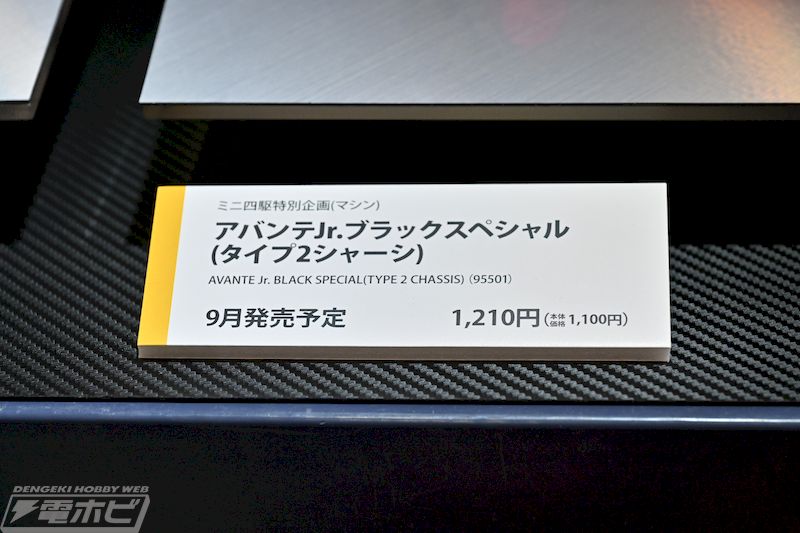 ミニ四駆特別企画(マシン)
アバンテJr.ブラックスペシャル
(タイプ2シャーシ)
AVANTE Jr. BLACK SPECIAL(TYPE 2 CHASSIS) (95501)
9月発売予定 1,210円(本体価格 1,100円)
DENGEKI HOBBY WEB
電ホビ